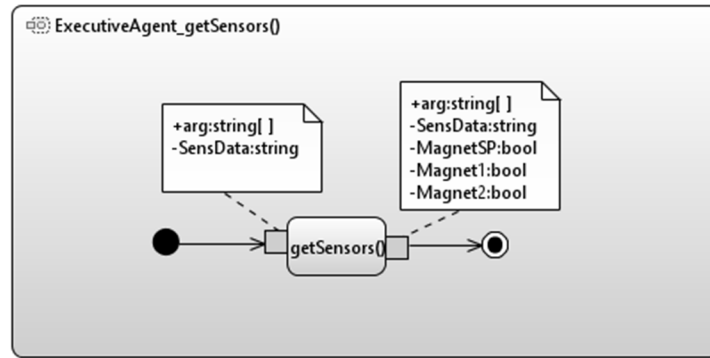 ExecutiveAgent_getSensors()
+arg:string[ ]
-SensData:string
+arg:string[ ]
-SensData:string
-MagnetSP:bool
-Magnet1:bool
-Magnet2:bool
getSensors()